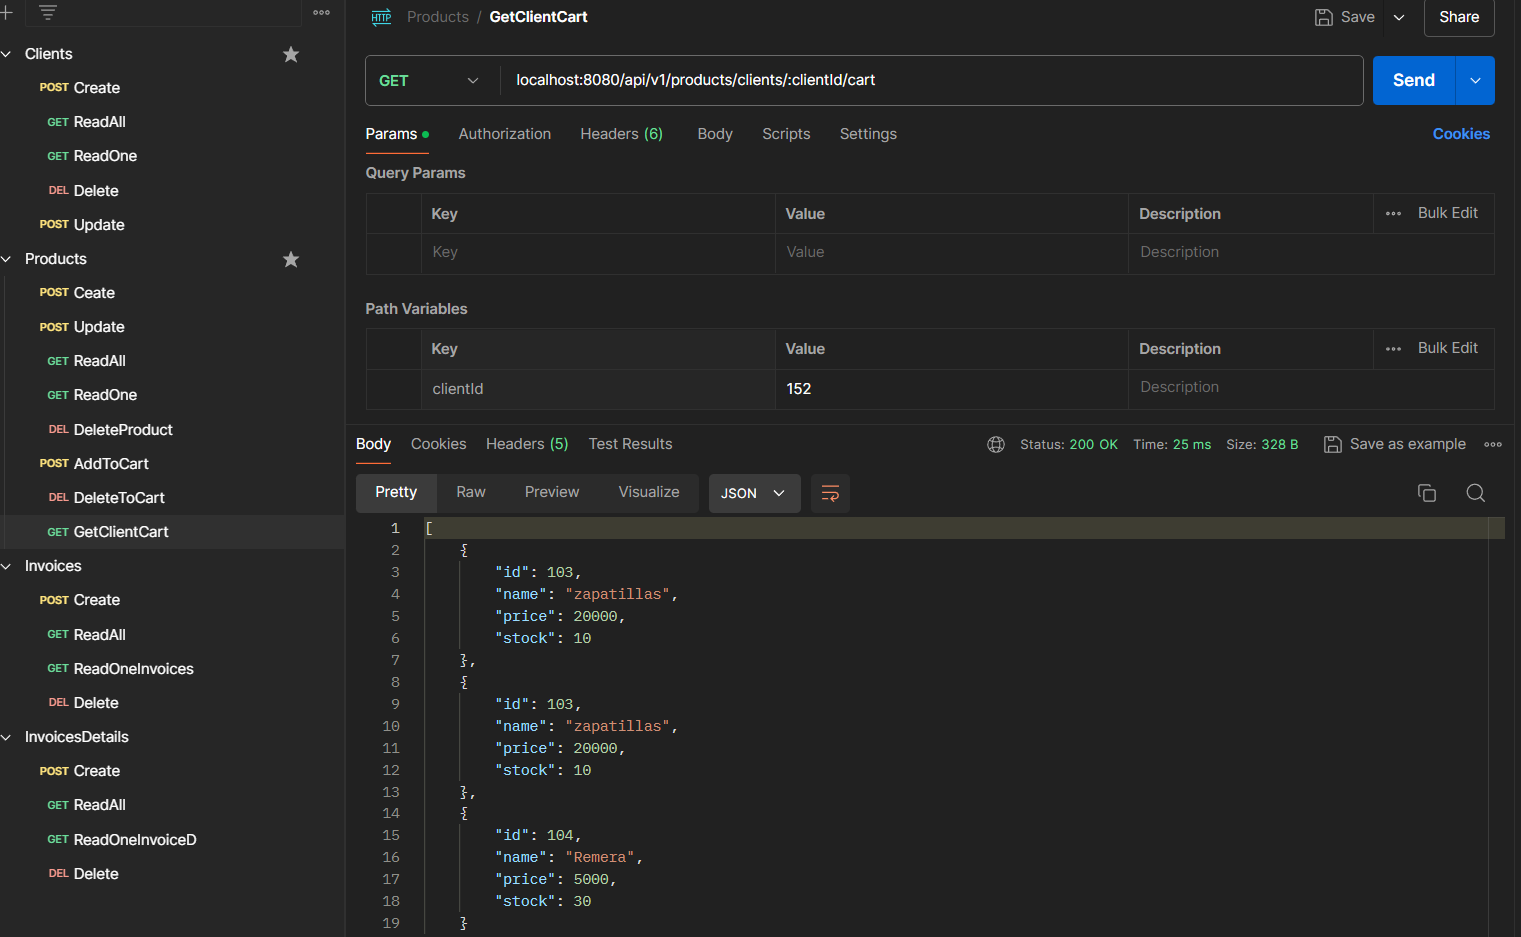 Clients
POST Create
GET ReadAll
GET ReadOne
DEL Delete
POST Update
Products
POST Ceate
POST Update
GET ReadAll
GET ReadOne
DEL DeleteProduct
POST AddToCart
DEL DeleteToCart
GET GetClientCart
Invoices
POST Create
GET ReadAll
GET ReadOneInvoices
DEL Delete
InvoicesDetails
POST Create
GET ReadAll
GET ReadOneInvoiceD
DEL Delete
HTTP Products / GetClientCart Save Share
GET localhost:8080/api/v1/products/clients/:clientId/cart Send
Params Authorization Headers (6) Body Scripts Settings Cookies
Query Params
Key Value Description Bulk Edit
Key Value Description
Path Variables
Key Value Description Bulk Edit
clientId 152 Description
Body Cookies Headers (5) Test Results Status: 200 OK Time: 25 ms Size: 328 B Save as example
Pretty Raw Preview Visualize JSON
1 [
2 {
3 "id": 103,
4 "name": "zapatillas",
5 "price": 20000,
6 "stock": 10
7 },
8 {
9 "id": 103,
10 "name": "zapatillas",
11 "price": 20000,
12 "stock": 10
13 },
14 {
15 "id": 104,
16 "name": "Remera",
17 "price": 5000,
18 "stock": 30
19 }